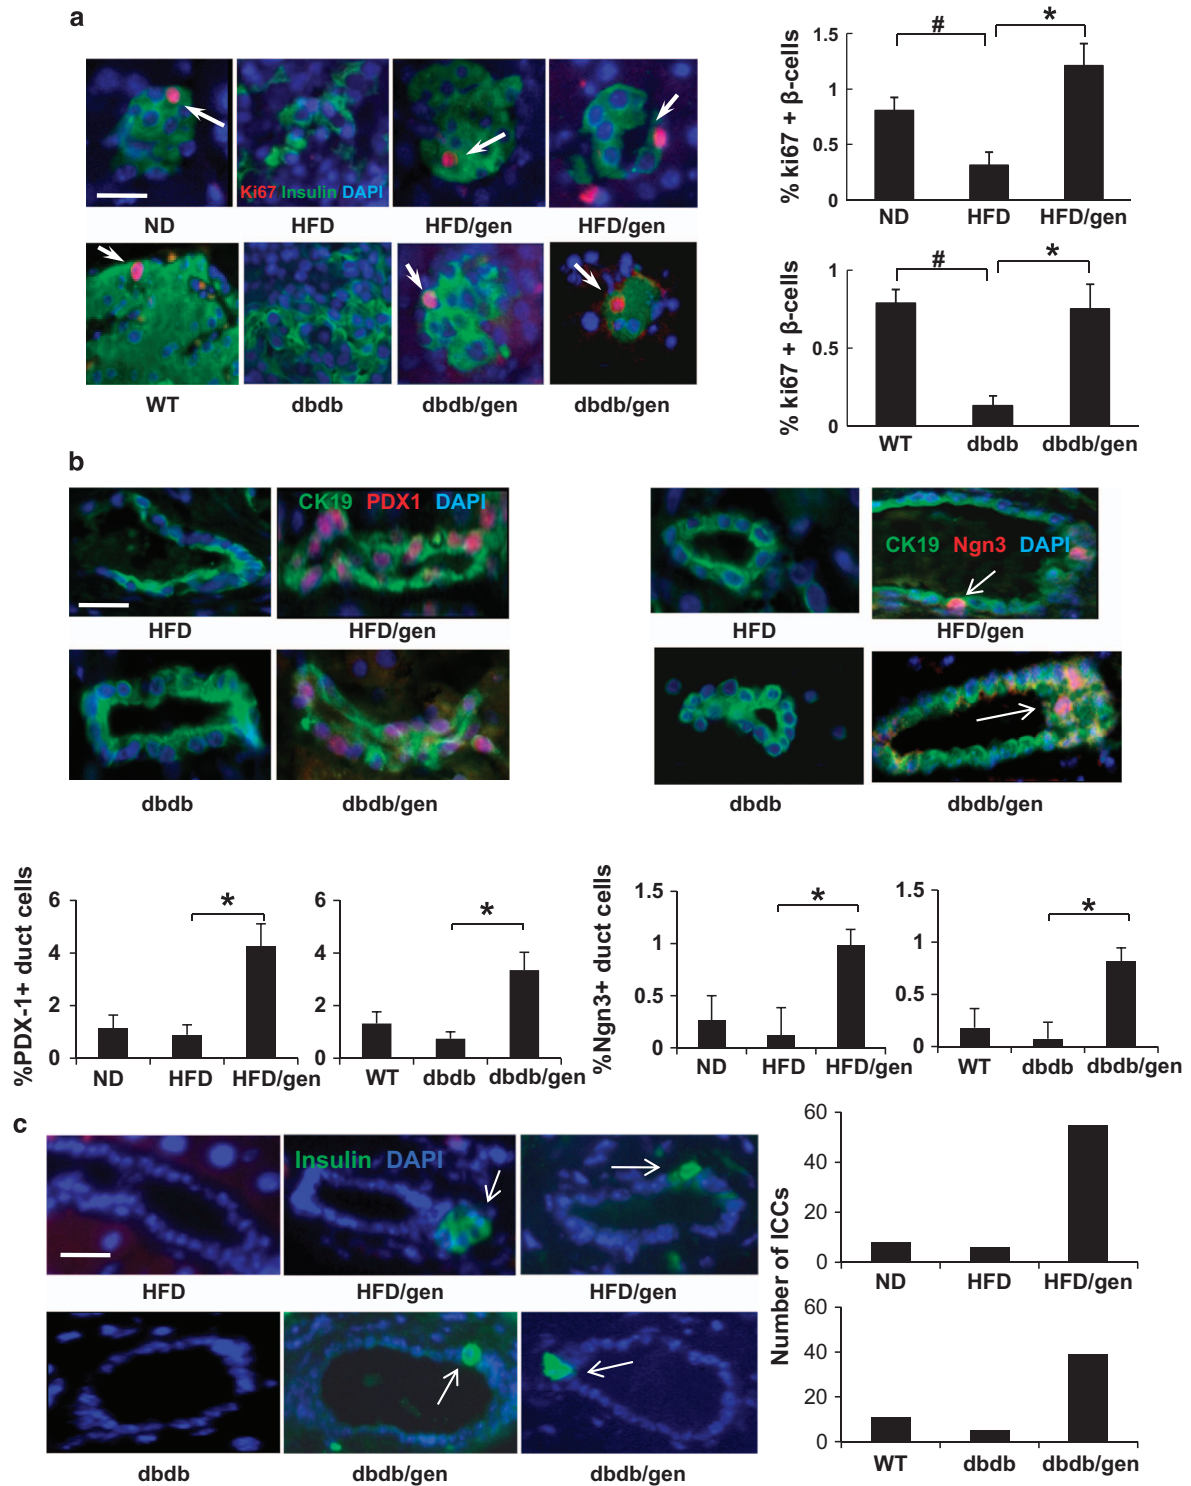 a
Ki67 Insulin DAPI
ND
HFD
HFD/gen
HFD/gen
WT
dbdb
dbdb/gen
dbdb/gen
% ki67 + β-cells
1.5
1
0.5
0
#
*
ND
HFD
HFD/gen
% ki67 + β-cells
1
0.5
0
#
*
WT
dbdb
dbdb/gen
b
CK19 PDX1 DAPI
HFD
HFD/gen
dbdb
dbdb/gen
CK19 Ngn3 DAPI
HFD
HFD/gen
dbdb
dbdb/gen
%PDX-1+ duct cells
6
4
2
0
*
ND
HFD
HFD/gen
6
4
2
0
*
WT
dbdb
dbdb/gen
%Ngn3+ duct cells
1.5
1
0.5
0
*
ND
HFD
HFD/gen
1.5
1
0.5
0
*
WT
dbdb
dbdb/gen
c
Insulin DAPI
HFD
HFD/gen
HFD/gen
dbdb
dbdb/gen
dbdb/gen
Number of ICCs
60
40
20
0
ND
HFD
HFD/gen
60
40
20
0
WT
dbdb
dbdb/gen